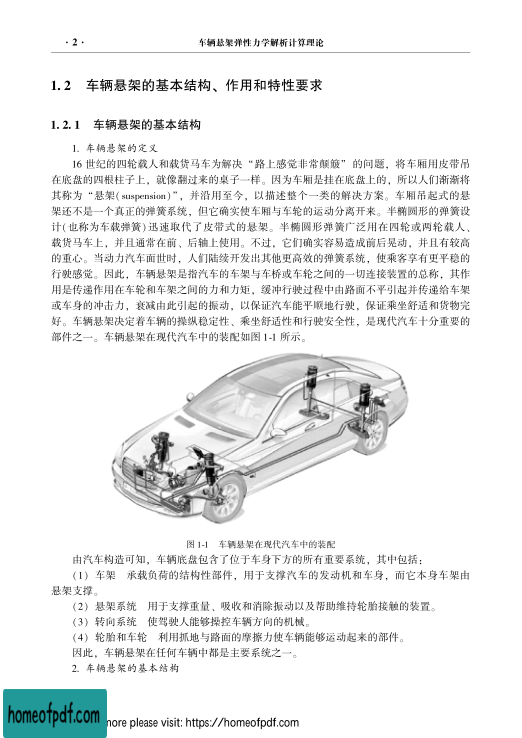 · 2 ·
车辆悬架弹性力学解析计算理论
1. 2 车辆悬架的基本结构、作用和特性要求
1. 2. 1 车辆悬架的基本结构
1. 车辆悬架的定义
16 世纪的四轮载人和载货马车为解决“路上感觉非常颠簸”的问题，将车厢用皮带吊
在底盘的四根柱子上，就像翻过来的桌子一样。因为车厢是挂在底盘上的，所以人们渐渐将
其称为“悬架( suspension)”，并沿用至今，以描述整个一类的解决方案。车厢吊起式的悬
架还不是一个真正的弹簧系统，但它确实使车厢与车轮的运动分离开来。半椭圆形的弹簧设
计( 也称为车载弹簧) 迅速取代了皮带式的悬架。半椭圆形弹簧广泛用在四轮或两轮载人、
载货马车上，并且通常在前、后轴上使用。不过，它们确实容易造成前后晃动，并且有较高
的重心。当动力汽车面世时，人们陆续开发出其他更高效的弹簧系统，使乘客享有更平稳的
行驶感觉。因此，车辆悬架是指汽车的车架与车桥或车轮之间的一切连接装置的总称，其作
用是传递作用在车轮和车架之间的力和力矩，缓冲行驶过程中由路面不平引起并传递给车架
或车身的冲击力，衰减由此引起的振动，以保证汽车能平顺地行驶，保证乘坐舒适和货物完
好。车辆悬架决定着车辆的操纵稳定性、乘坐舒适性和行驶安全性，是现代汽车十分重要的
部件之一。车辆悬架在现代汽车中的装配如图 1-1 所示。
图 1-1 车辆悬架在现代汽车中的装配
由汽车构造可知，车辆底盘包含了位于车身下方的所有重要系统，其中包括：
(1) 车架 承载负荷的结构性部件，用于支撑汽车的发动机和车身，而它本身车架由
悬架支撑。
(2) 悬架系统 用于支撑重量、吸收和消除振动以及帮助维持轮胎接触的装置。
(3) 转向系统 使驾驶人能够操控车辆方向的机械。
(4) 轮胎和车轮 利用抓地与路面的摩擦力使车辆能够运动起来的部件。
因此，车辆悬架在任何车辆中都是主要系统之一。
2. 车辆悬架的基本结构
homeofpdf.com
more please visit: https://homeofpdf.com